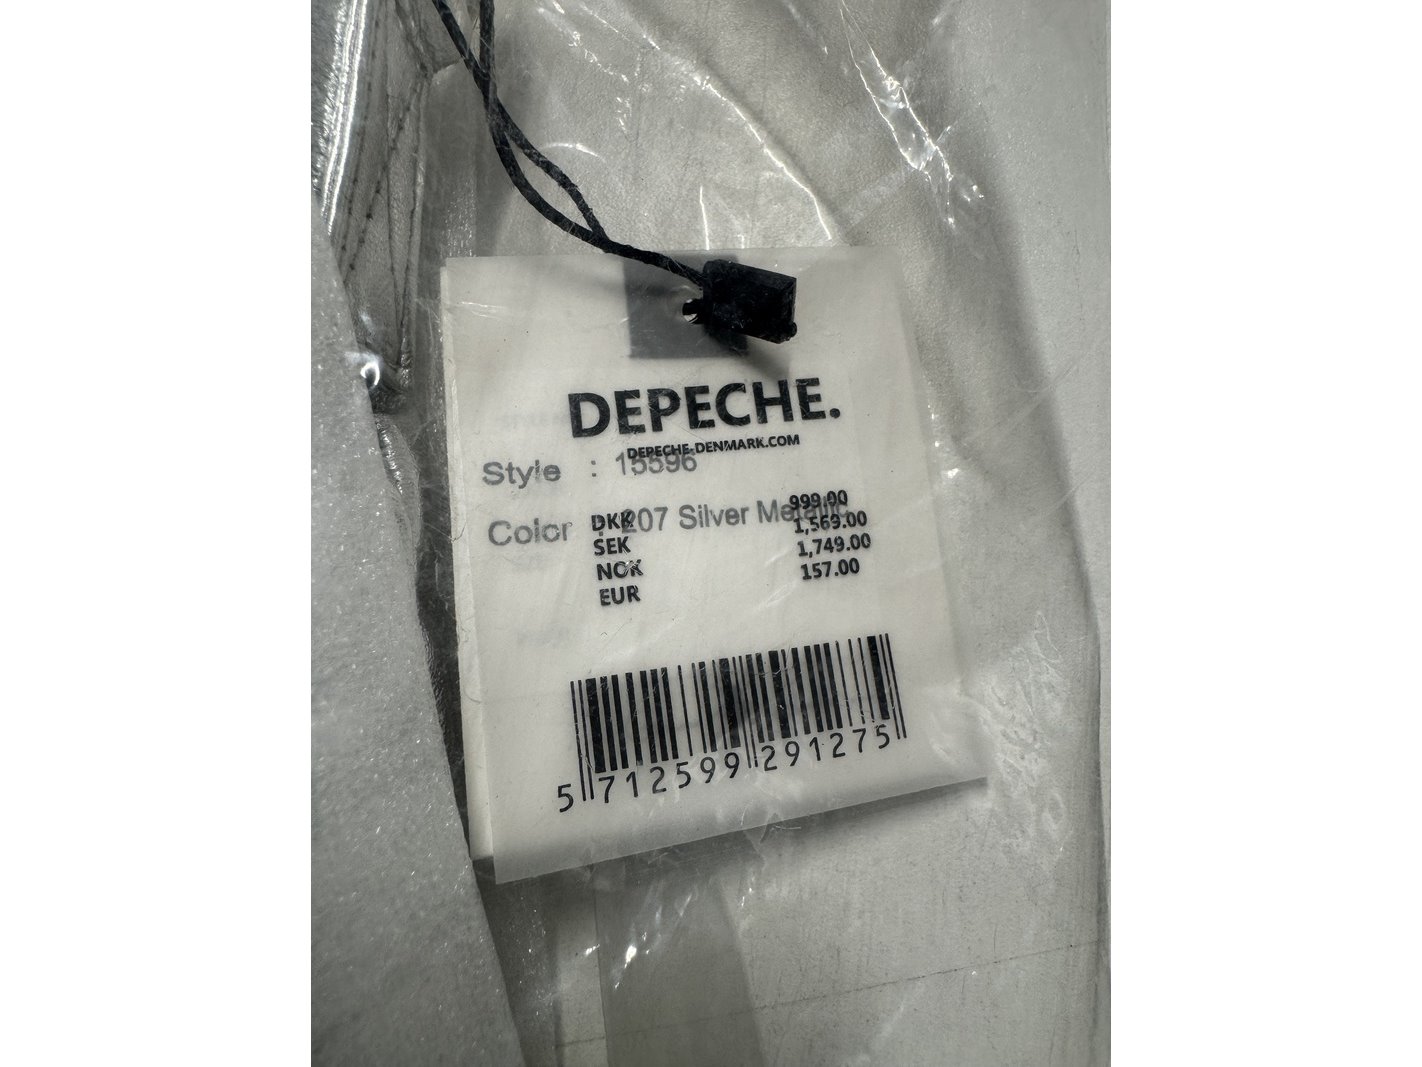 DEPECHE.
DEPECHE-DENMARK.COM
Style : 15596
Color : 207 Silver Metallic
DKK 999.00
SEK 1,569.00
NOK 1,749.00
EUR 157.00
5 712599 291275